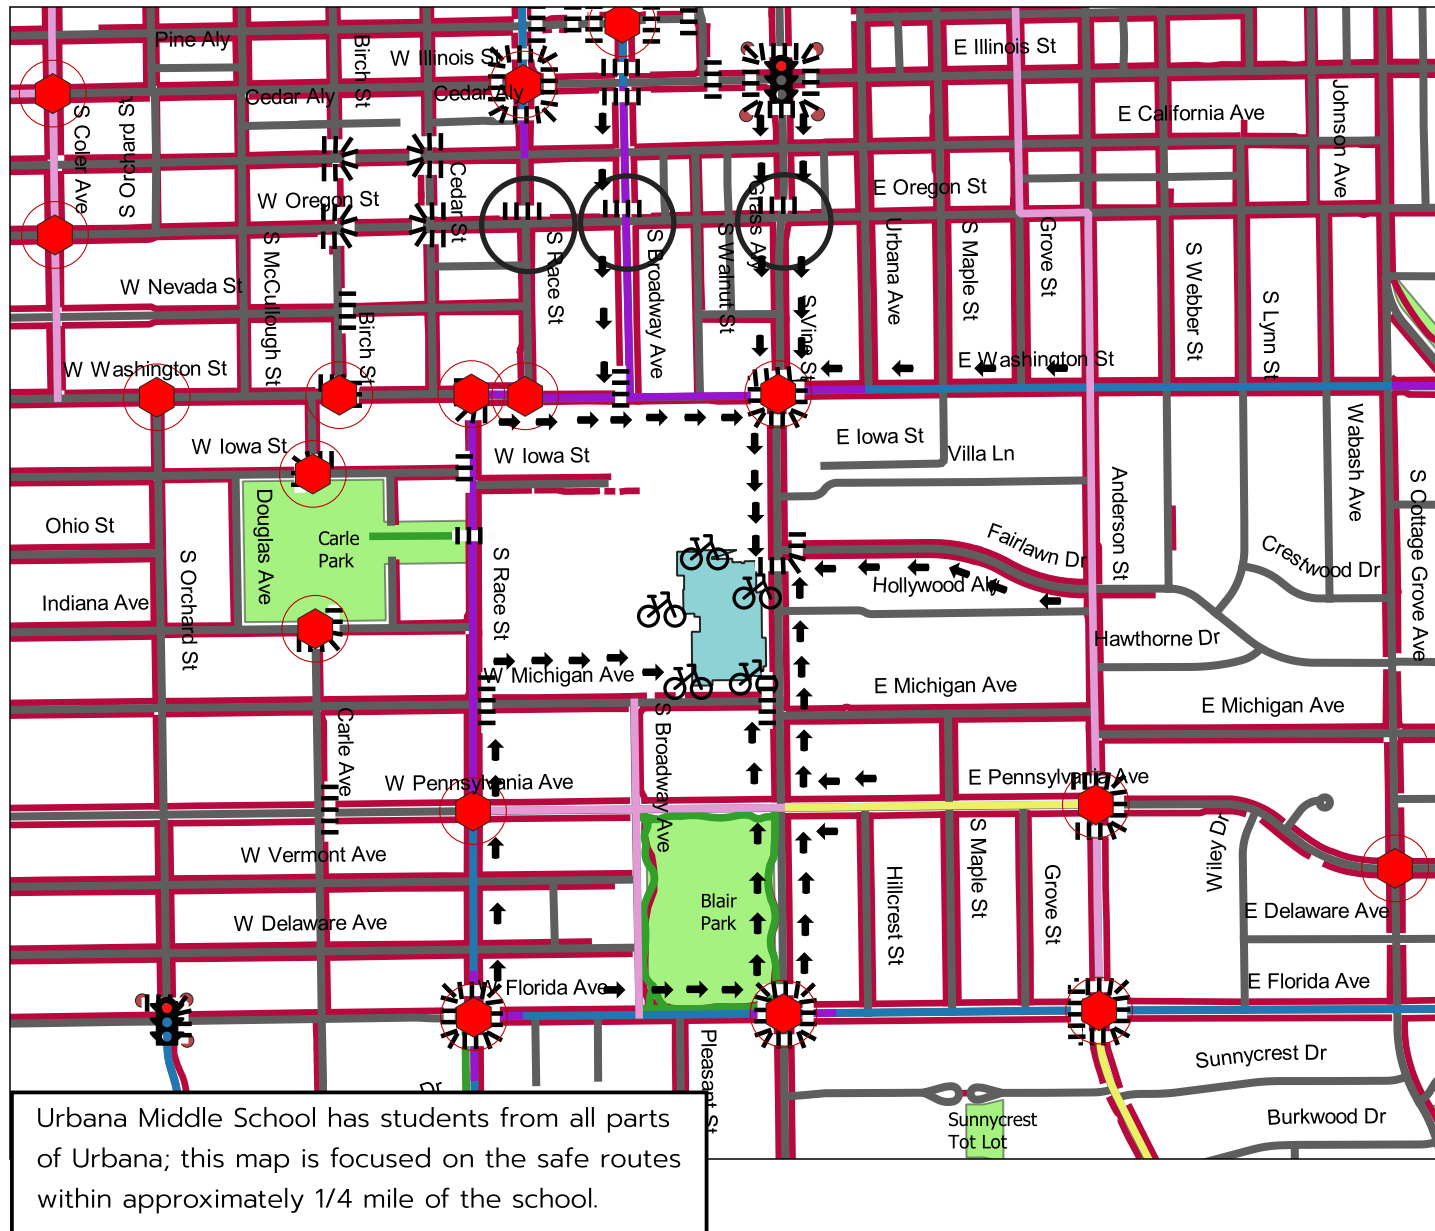 Pine Aly
Birch St
W Illinois St
E Illinois St
Cedar Aly
Cedar Aly
E California Ave
Johnson Ave
S Coler Ave
S Orchard St
W Oregon St
Cedar St
Grass Aly
E Oregon St
S McCullough St
S Race St
S Broadway Ave
S Walnut St
Urbana Ave
S Maple St
Grove St
S Webber St
S Lynn St
W Nevada St
Birch St
S Vine St
W Washington St
E Washington St
W Iowa St
W Iowa St
E Iowa St
Villa Ln
Wabash Ave
Anderson St
S Cottage Grove Ave
Ohio St
Douglas Ave
Carle
Park
S Orchard St
S Race St
Fairlawn Dr
Crestwood Dr
Hollywood Aly
Indiana Ave
Hawthorne Dr
W Michigan Ave
E Michigan Ave
E Michigan Ave
Carle Ave
S Broadway Ave
W Pennsylvania Ave
E Pennsylvania Ave
W Vermont Ave
Wiley Dr
S Maple St
Hillcrest St
Grove St
Blair
Park
W Delaware Ave
E Delaware Ave
W Florida Ave
E Florida Ave
Pleasant St
Sunnycrest Dr
Dr
Sunnycrest
Tot Lot
Burkwood Dr
Urbana Middle School has students from all parts
of Urbana; this map is focused on the safe routes
within approximately 1/4 mile of the school.